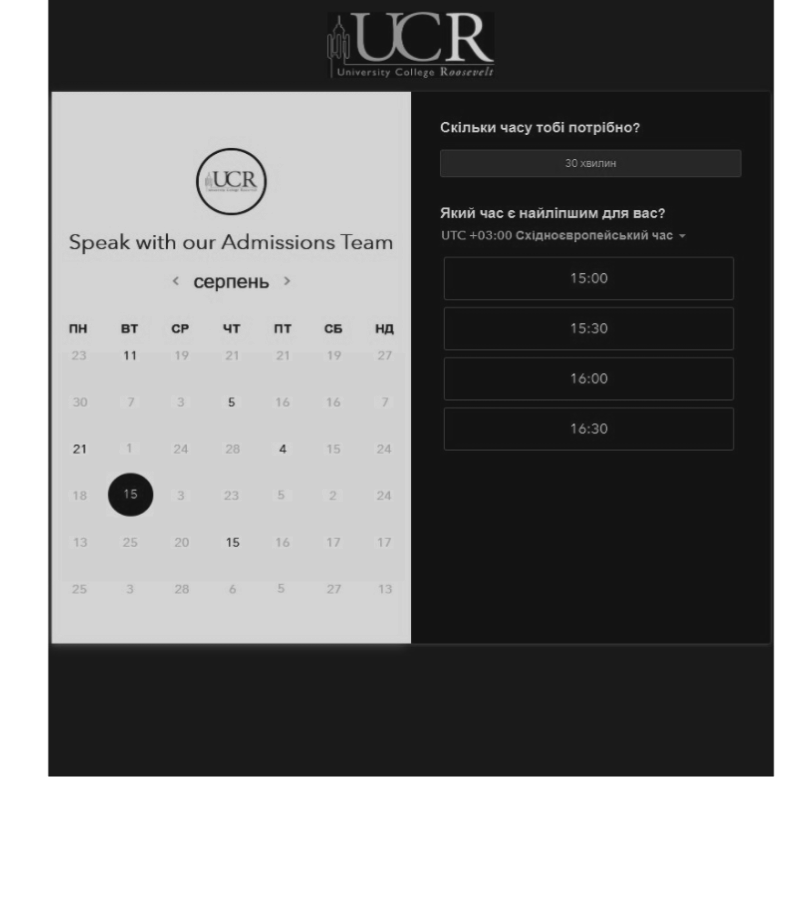 UCR
University College Roosevelt
UCR
Speak with our Admissions Team
< серпень >
ПН ВТ СР ЧТ ПТ СБ НД
23 11 19 21 21 19 27
30 7 3 5 16 16 7
21 1 24 28 4 15 24
18 15 3 23 5 2 24
13 25 20 15 16 17 17
25 3 28 6 5 27 13
Скільки часу тобі потрібно?
30 хвилин
Який час є найліпшим для вас?
UTC +03:00 Східноєвропейський час
15:00
15:30
16:00
16:30